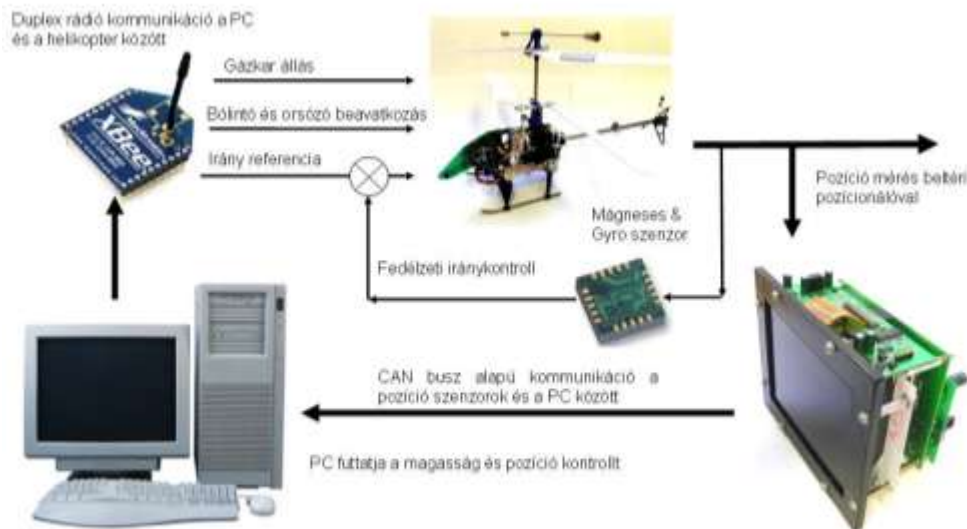 Duplex rádió kommunikáció a PC
és a helikopter között
Gázkar állás
Bólintó és orsózó beavatkozás
Irány referencia
XBee
Mágneses &
Gyro szenzor
Pozíció mérés beltéri
pozícionálóval
Fedélzeti iránykontroll
CAN busz alapú kommunikáció a
pozíció szenzorok és a PC között
PC futtatja a magasság és pozíció kontrollt